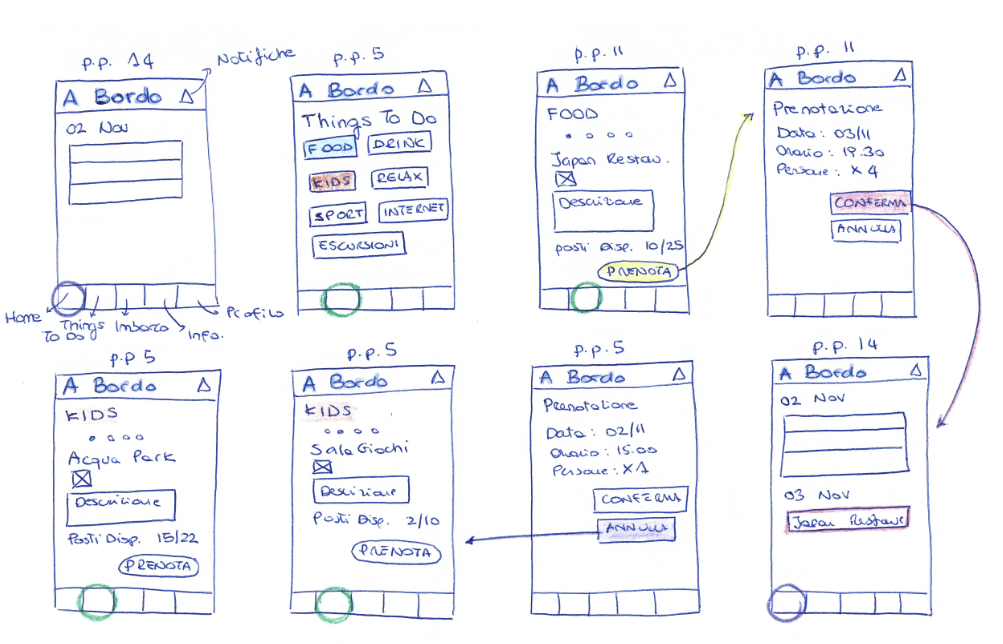 p.p. 14
Notifiche
A Bordo
02 Nov
Home
Things
To Do
Imbarco
Info.
Profilo
p.p. 5
A Bordo
Things To Do
FOOD
DRINK
KIDS
RELAX
SPORT
INTERNET
ESCURSIONI
p.p. 11
A Bordo
FOOD
Japan Restau.
Descrizione
posti Disp. 10/25
PRENOTA
p.p. 11
A Bordo
Prenotazione
Data: 03/11
Orario: 19.30
Persone: x 4
CONFERMA
ANNULLA
p.p 5
A Bordo
KIDS
Acqua Park
Descrizione
Posti Disp. 15/22
PRENOTA
p.p. 5
A Bordo
KIDS
Sala Giochi
Descrizione
Posti Disp. 2/10
PRENOTA
p.p. 5
A Bordo
Prenotazione
Data: 02/11
Orario: 15.00
Persone: x1
CONFERMA
ANNULLA
p.p. 14
A Bordo
02 Nov
03 Nov
Japan Restaur